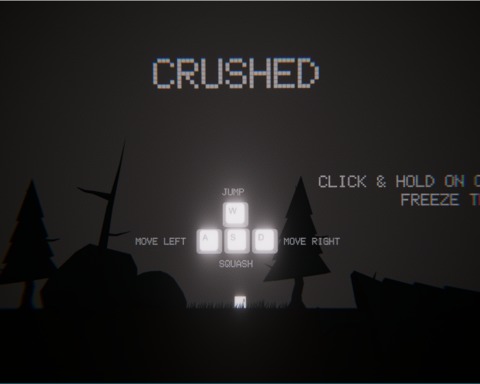 CRUSHED
CLICK & HOLD ON
FREEZE
JUMP
W
MOVE LEFT A S D MOVE RIGHT
SQUASH